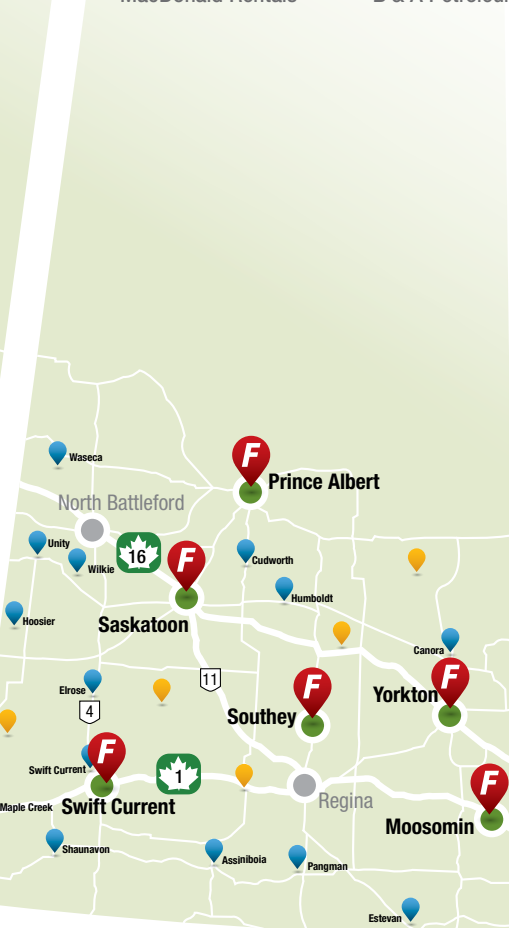 MacDonald Rentals
Waseca
F
Prince Albert
North Battleford
Unity
16
F
Cudworth
Wilkie
Humboldt
Hoosier
Saskatoon
Canora
11
F
F
Elrose
Yorkton
4
Southey
F
F
Swift Current
1
Maple Creek
Swift Current
Regina
Moosomin
Shaunavon
Assiniboia
Pangman
Estevan